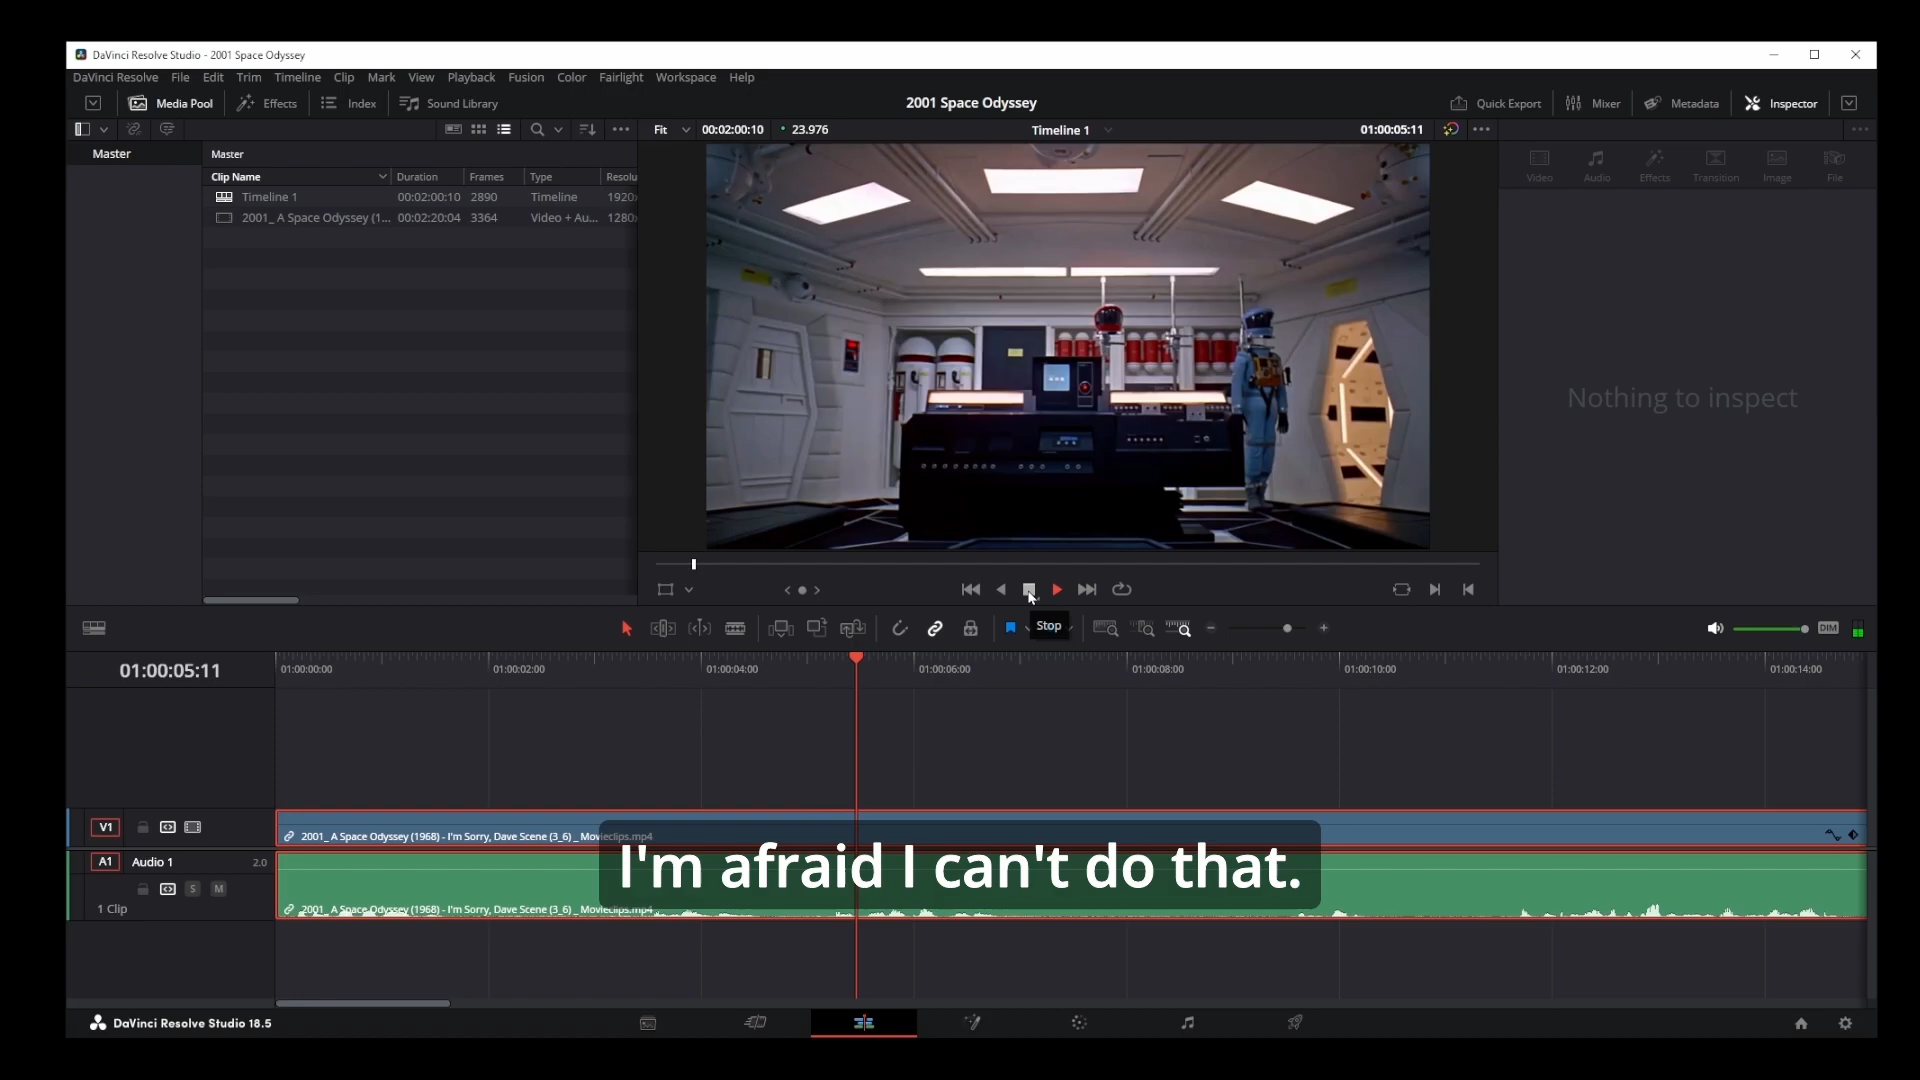 DaVinci Resolve Studio - 2001 Space Odyssey
DaVinci Resolve File Edit Trim Timeline Clip Mark View Playback Fusion Color Fairlight Workspace Help
Media Pool Effects Index Sound Library 2001 Space Odyssey Quick Export Mixer Metadata Inspector
Fit 00:02:00:10 23.976 Timeline 1 01:00:05:11
Master Master
Clip Name Duration Frames Type Resolu
Timeline 1 00:02:00:10 2890 Timeline 1920x
2001_ A Space Odyssey (1... 00:02:20:04 3364 Video + Au... 1280x
Video Audio Effects Transition Image File
Nothing to inspect
Stop DIM
01:00:05:11 01:00:00:00 01:00:02:00 01:00:04:00 01:00:06:00 01:00:08:00 01:00:10:00 01:00:12:00 01:00:14:00
V1 2001_ A Space Odyssey (1968) - I'm Sorry, Dave Scene (3_6) _ Movieclips.mp4
A1 Audio 1 2.0
I'm afraid I can't do that.
S M
1 Clip 2001_ A Space Odyssey (1968) - I'm Sorry, Dave Scene (3_6) _ Movieclips.mp4
DaVinci Resolve Studio 18.5